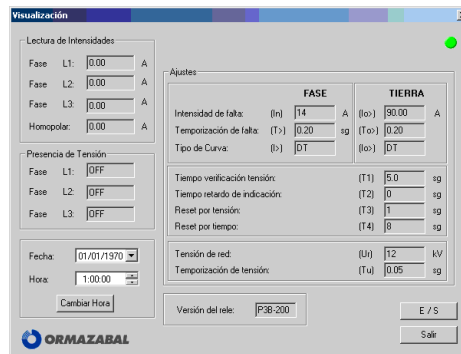 Visualización
Lectura de Intensidades
Fase L1: 0.00 A
Fase L2: 0.00 A
Fase L3: 0.00 A
Homopolar: 0.00 A
Presencia de Tensión
Fase L1: OFF
Fase L2: OFF
Fase L3: OFF
Fecha: 01/01/1970
Hora: 1:00:00
Cambiar Hora
ORMAZABAL
Ajustes
FASE TIERRA
Intensidad de falta: (In) 14 A (Io>) 90.00 A
Temporización de falta: (T>) 0.20 sg (To>) 0.20
Tipo de Curva: (I>) DT (Io>) DT
Tiempo verificación tensión: (T1) 5.0 sg
Tiempo retardo de indicación: (T2) 0 sg
Reset por tensión: (T3) 1 sg
Reset por tiempo: (T4) 8 sg
Tensión de red: (Ur) 12 kV
Temporización de tensión: (Tu) 0.05 sg
Versión del rele: P3B-200
E / S
Salir